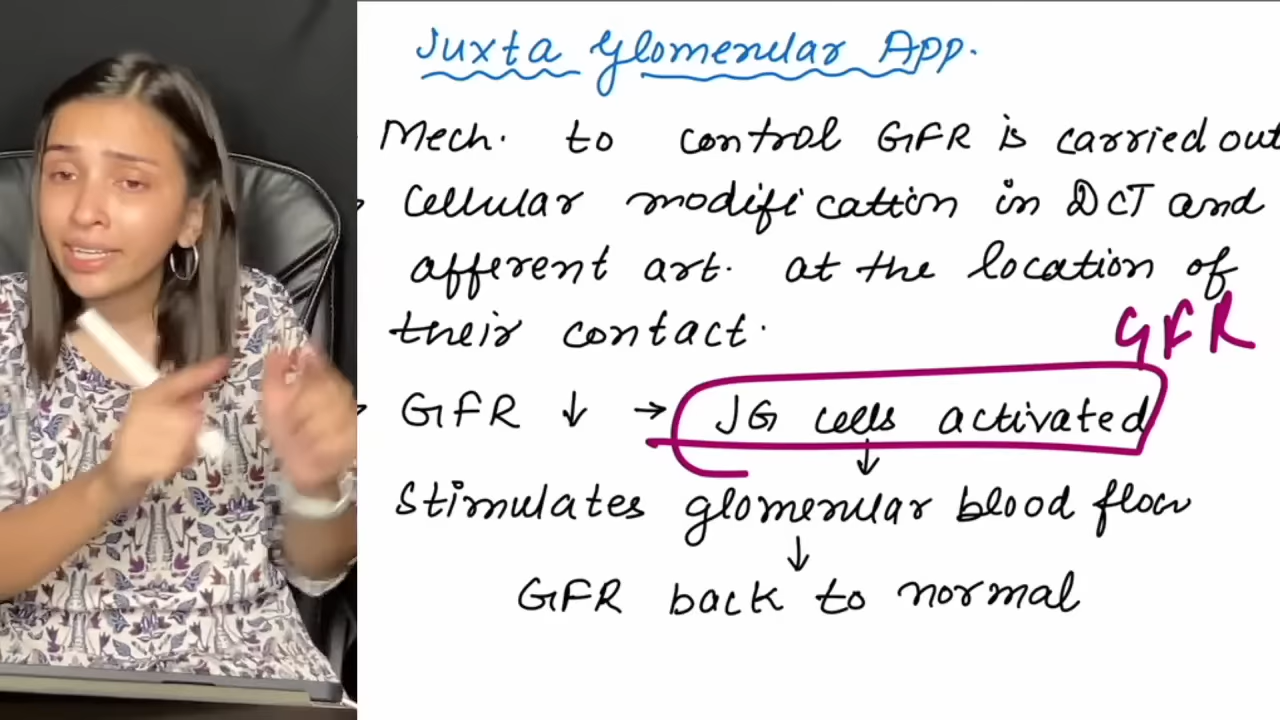 Juxta Glomerular App.
Mech. to control GFR is carried out
Cellular modification in DCT and
afferent art. at the location of
their contact.
GFR
GFR ↓ → JG cells activated
↓
Stimulates glomerular blood flow
↓
GFR back to normal